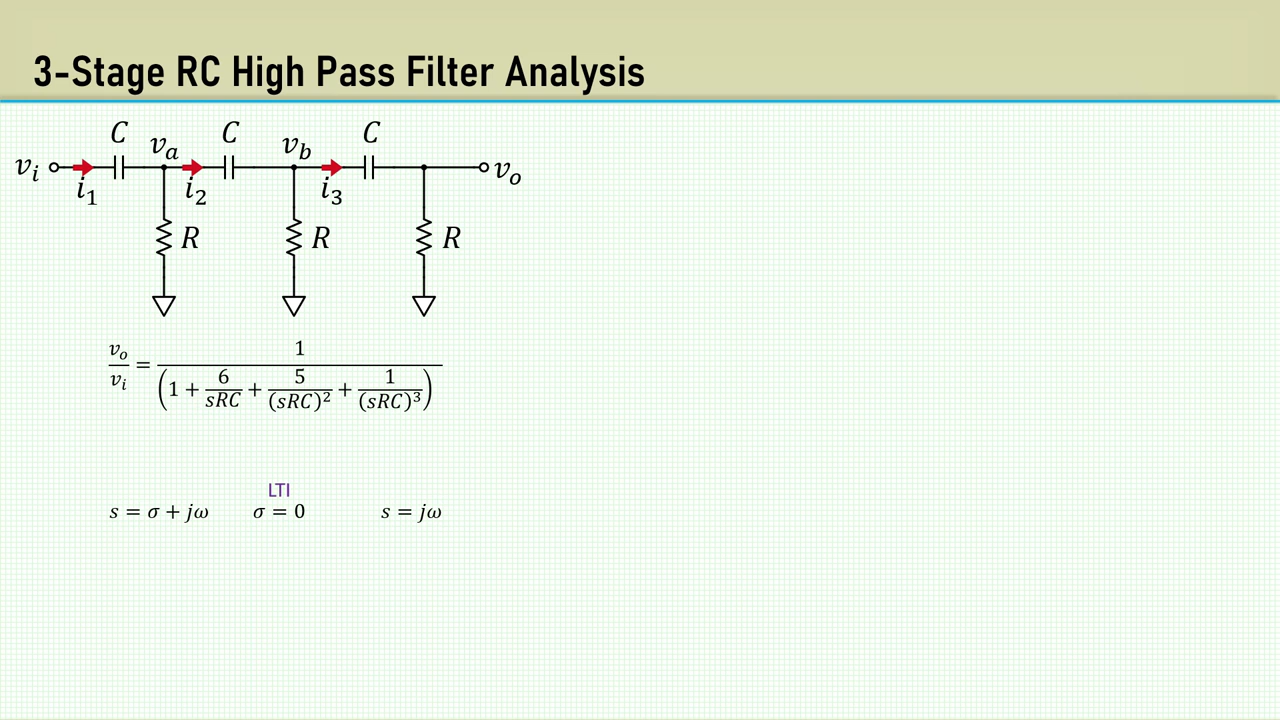 3-Stage RC High Pass Filter Analysis
C C C
v_i v_a v_b v_o
i_1 i_2 i_3
R R R
v_o/v_i = 1/(1 + 6/sRC + 5/(sRC)^2 + 1/(sRC)^3)
LTI
s = σ + jω σ = 0 s = jω